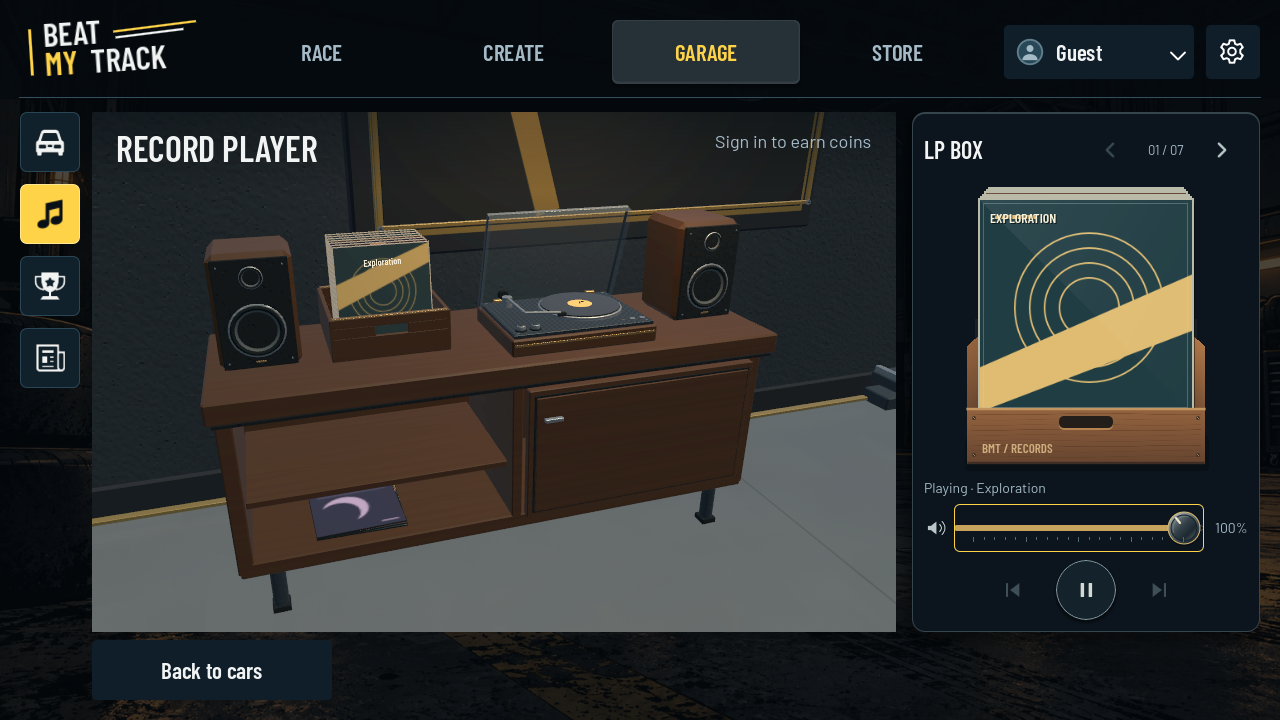 BEAT
MY TRACK
RACE
CREATE
GARAGE
STORE
Guest
RECORD PLAYER
Sign in to earn coins
Exploration
LP BOX
01 / 07
EXPLORATION
BMT / RECORDS
Playing · Exploration
100%
Back to cars